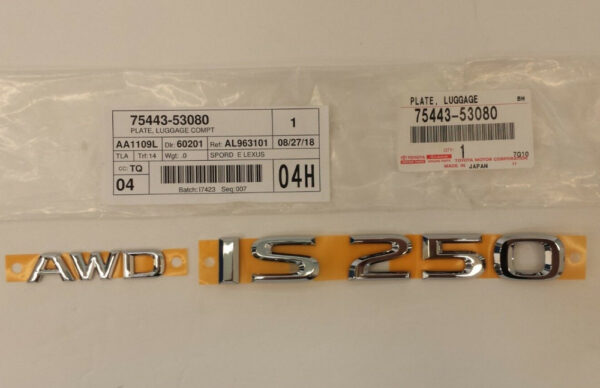 75443-53080
PLATE, LUGGAGE COMPT
1
AA1109L
Dlr: 60201
Ref: AL963101
08/27/18
TLA
Trf: 14
Wgt: .0
SPORD E LEXUS
CC: TQ
04
04H
Batch: I7423 Seq: 007
PLATE, LUGGAGE
BH
75443-53080
QTY.
1
TOYOTA MOTOR CORPORATION
7G10
MADE IN JAPAN
AWD
IS 250